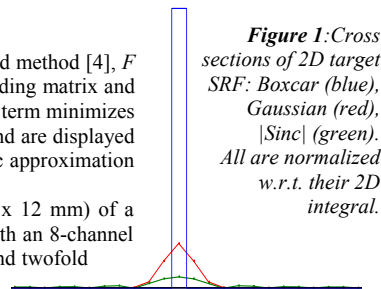 d method [4], F
ding matrix and
term minimizes
nd are displayed
c approximation
x 12 mm) of a
th an 8-channel
nd twofold
Figure 1:Cross
sections of 2D target
SRF: Boxcar (blue),
Gaussian (red),
|Sinc| (green).
All are normalized
w.r.t. their 2D
integral.